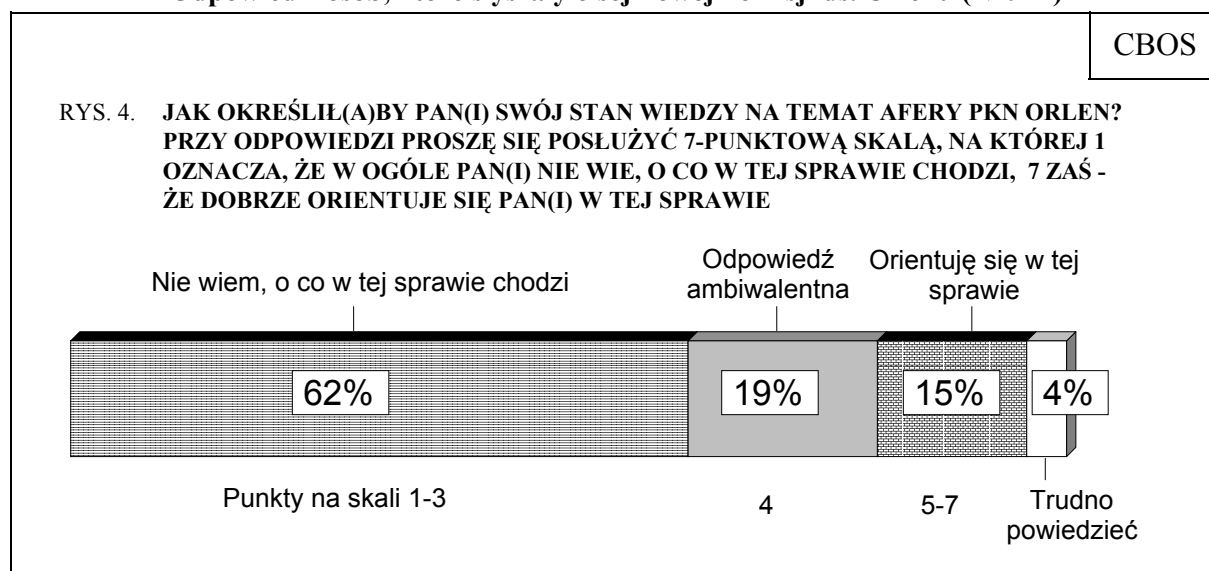 CBOS
RYS. 4. JAK OKREŚLIŁ(A)BY PAN(I) SWÓJ STAN WIEDZY NA TEMAT AFERY PKN ORLEN?
PRZY ODPOWIEDZI PROSZĘ SIĘ POSŁUŻYĆ 7-PUNKTOWĄ SKALĄ, NA KTÓREJ 1
OZNACZA, ŻE W OGÓLE PAN(I) NIE WIE, O CO W TEJ SPRAWIE CHODZI, 7 ZAŚ -
ŻE DOBRZE ORIENTUJE SIĘ PAN(I) W TEJ SPRAWIE
Nie wiem, o co w tej sprawie chodzi
Odpowiedź
ambiwalentna
Orientuję się w tej
sprawie
62%
19%
15%
4%
Punkty na skali 1-3
4
5-7
Trudno
powiedzieć